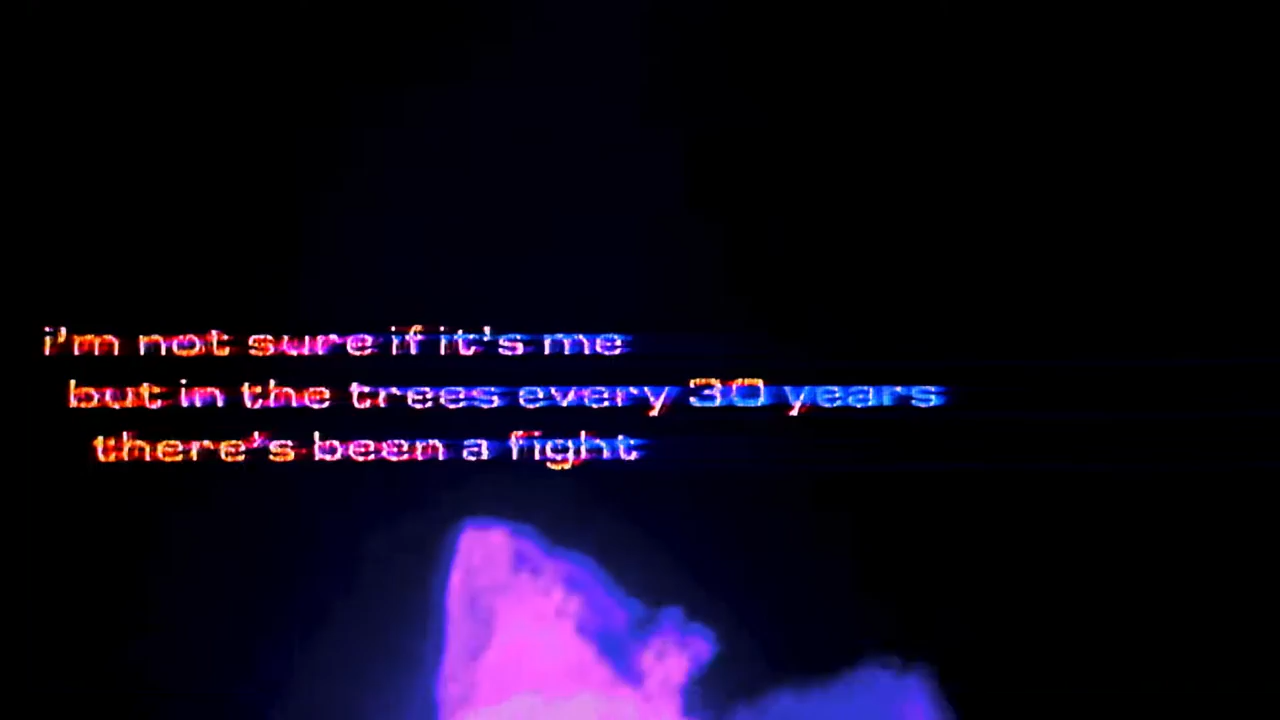 i'm not sure if it's me
but in the trees every 30 years
there's been a fight